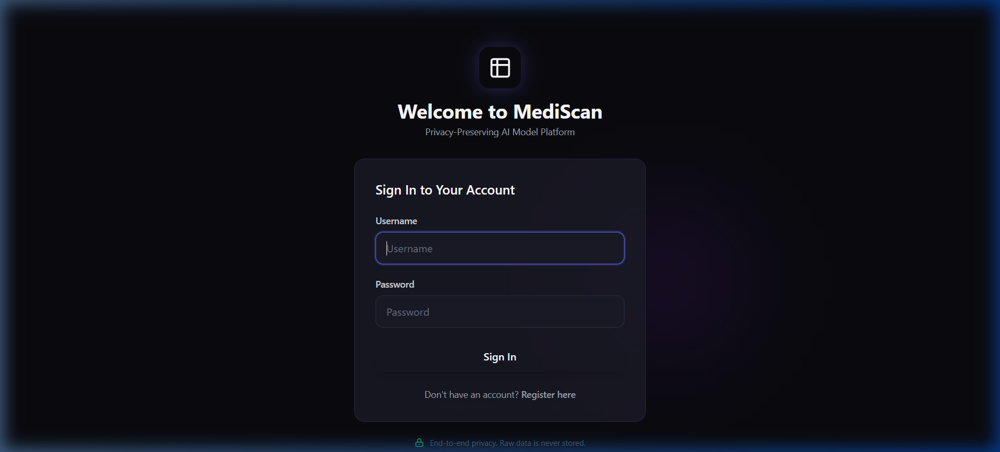 Welcome to MediScan
Privacy-Preserving AI Model Platform
Sign In to Your Account
Username
Username
Password
Password
Sign In
Don't have an account? Register here
End-to-end privacy. Raw data is never stored.